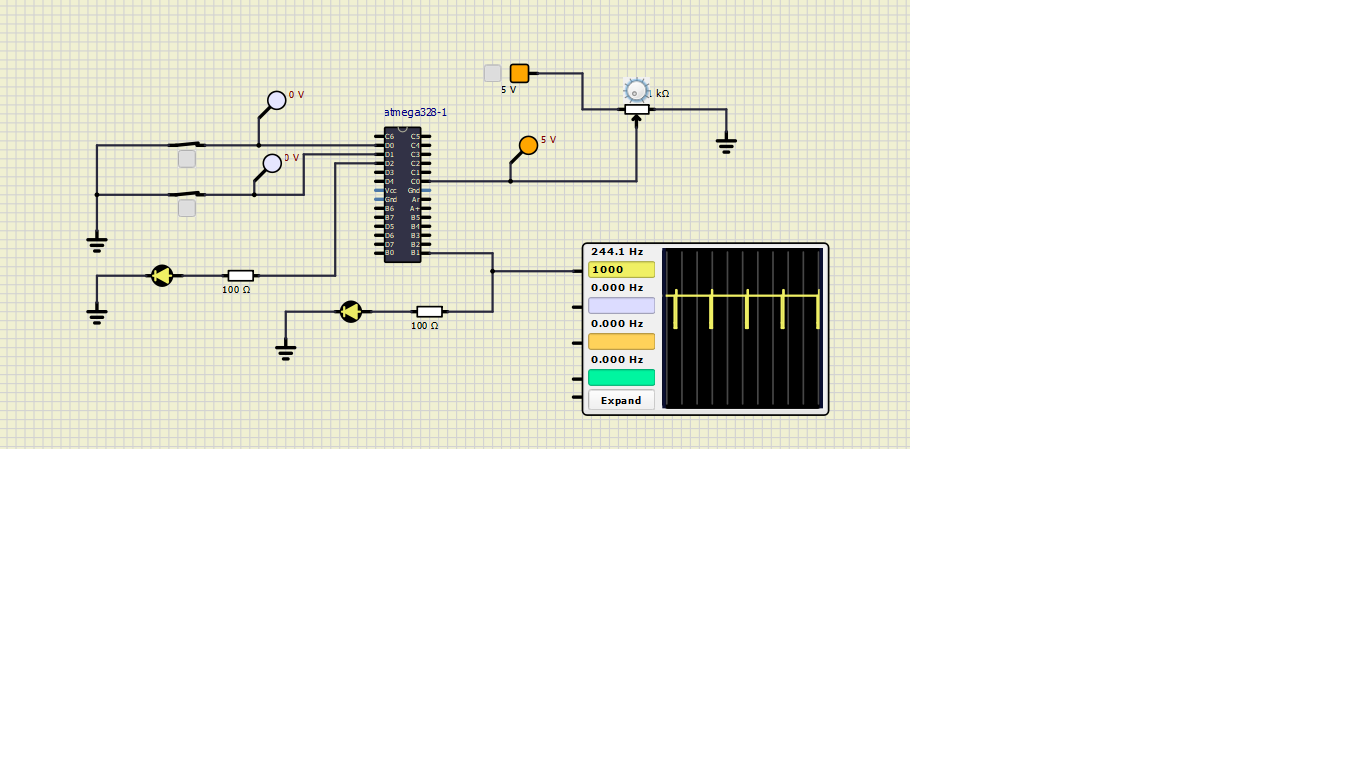 0 V
0 V
atmega328-1
C6 C5
D0 C4
D1 C3
D2 C2
D3 C1
D4 C0
Vcc Gnd
Gnd Ar
B6 A+
B7 B5
D5 B4
D6 B3
D7 B2
B0 B1
5 V
1 kΩ
5 V
100 Ω
100 Ω
244.1 Hz
1000
0.000 Hz
0.000 Hz
0.000 Hz
Expand